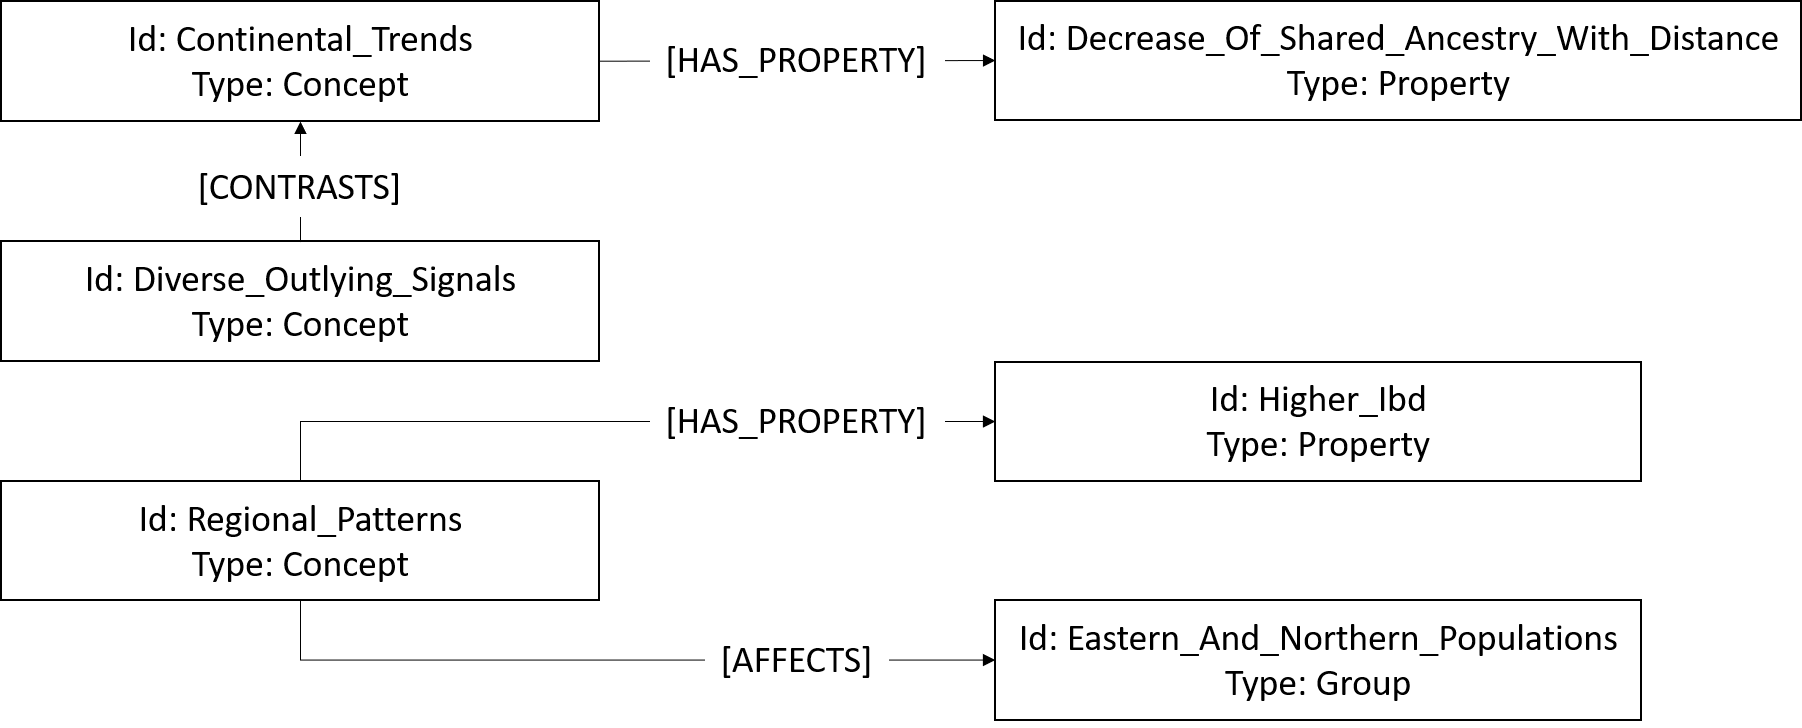 Id: Continental_Trends
Type: Concept
[HAS_PROPERTY]
Id: Decrease_Of_Shared_Ancestry_With_Distance
Type: Property
[CONTRASTS]
Id: Diverse_Outlying_Signals
Type: Concept
[HAS_PROPERTY]
Id: Higher_Ibd
Type: Property
Id: Regional_Patterns
Type: Concept
[AFFECTS]
Id: Eastern_And_Northern_Populations
Type: Group